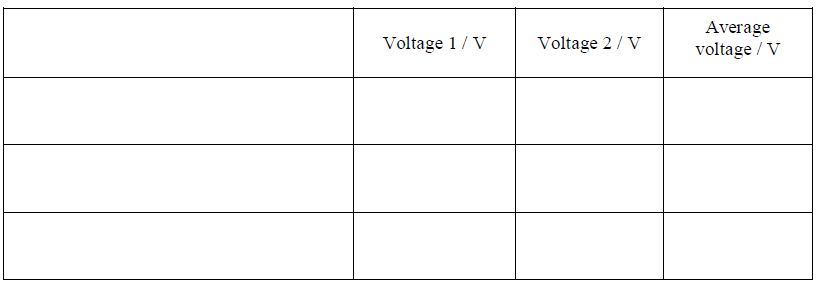 Voltage 1 / V
Voltage 2 / V
Average
voltage / V